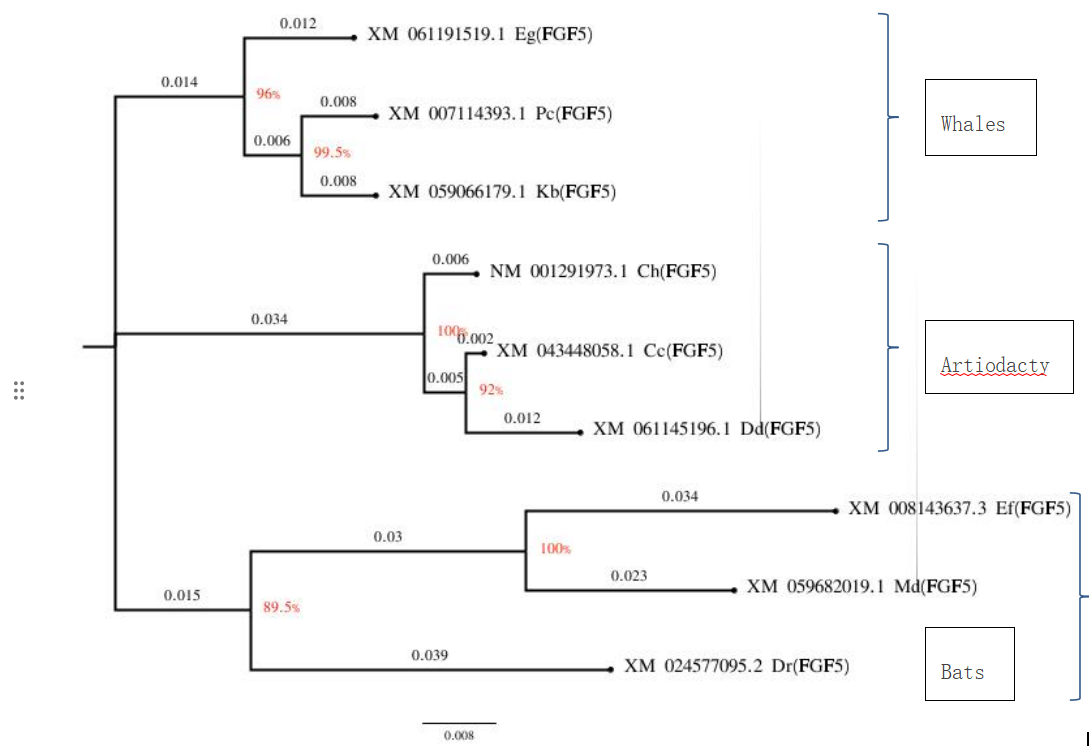 0.012
XM 061191519.1 Eg(FGF5)
0.014
96%
0.008
XM 007114393.1 Pc(FGF5)
Whales
0.006
99.5%
0.008
XM 059066179.1 Kb(FGF5)
0.006
NM 001291973.1 Ch(FGF5)
0.034
100%
0.002
XM 043448058.1 Cc(FGF5)
Artiodacty
0.005
92%
0.012
XM 061145196.1 Dd(FGF5)
0.034
XM 008143637.3 Ef(FGF5)
0.03
100%
0.023
XM 059682019.1 Md(FGF5)
0.015
89.5%
0.039
XM 024577095.2 Dr(FGF5)
Bats
0.008